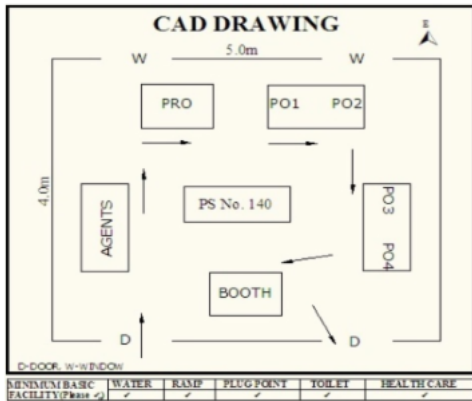 CAD DRAWING
5.0m
W
W
PRO
PO1 PO2
4.0m
AGENTS
PS No. 140
PO3
PO4
BOOTH
D
D
D-DOOR, W-WINDOW
MINIMUM BASIC FACILITY(Please ✓) WATER RAMP PLUG POINT TOILET HEALTH CARE
✓ ✓ ✓ ✓ ✓